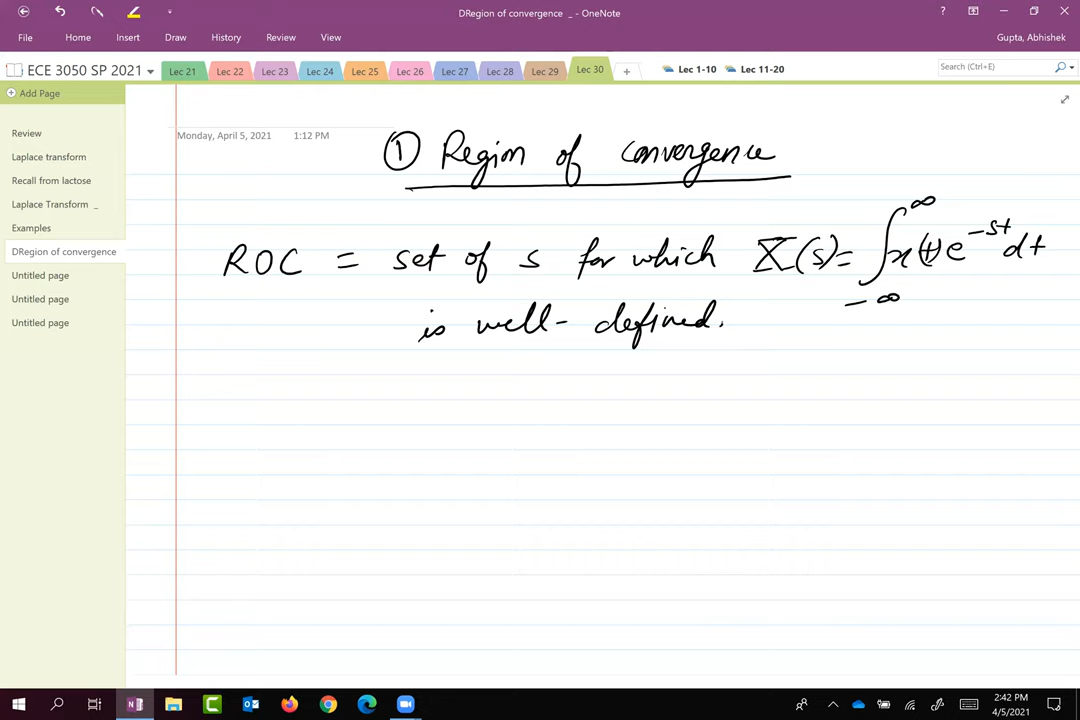 DRegion of convergence _ - OneNote
File Home Insert Draw History Review View
Gupta, Abhishek
ECE 3050 SP 2021
Lec 21 Lec 22 Lec 23 Lec 24 Lec 25 Lec 26 Lec 27 Lec 28 Lec 29 Lec 30 + Lec 1-10 Lec 11-20
Search (Ctrl+E)
Add Page
Review
Laplace transform
Recall from lactose
Laplace Transform _
Examples
DRegion of convergence
Untitled page
Untitled page
Untitled page
Monday, April 5, 2021 1:12 PM
① Region of convergence
ROC = set of s for which X(s)= ∫_{-∞}^{∞} x(t) e^{-st} dt
is well-defined.
2:42 PM
4/5/2021